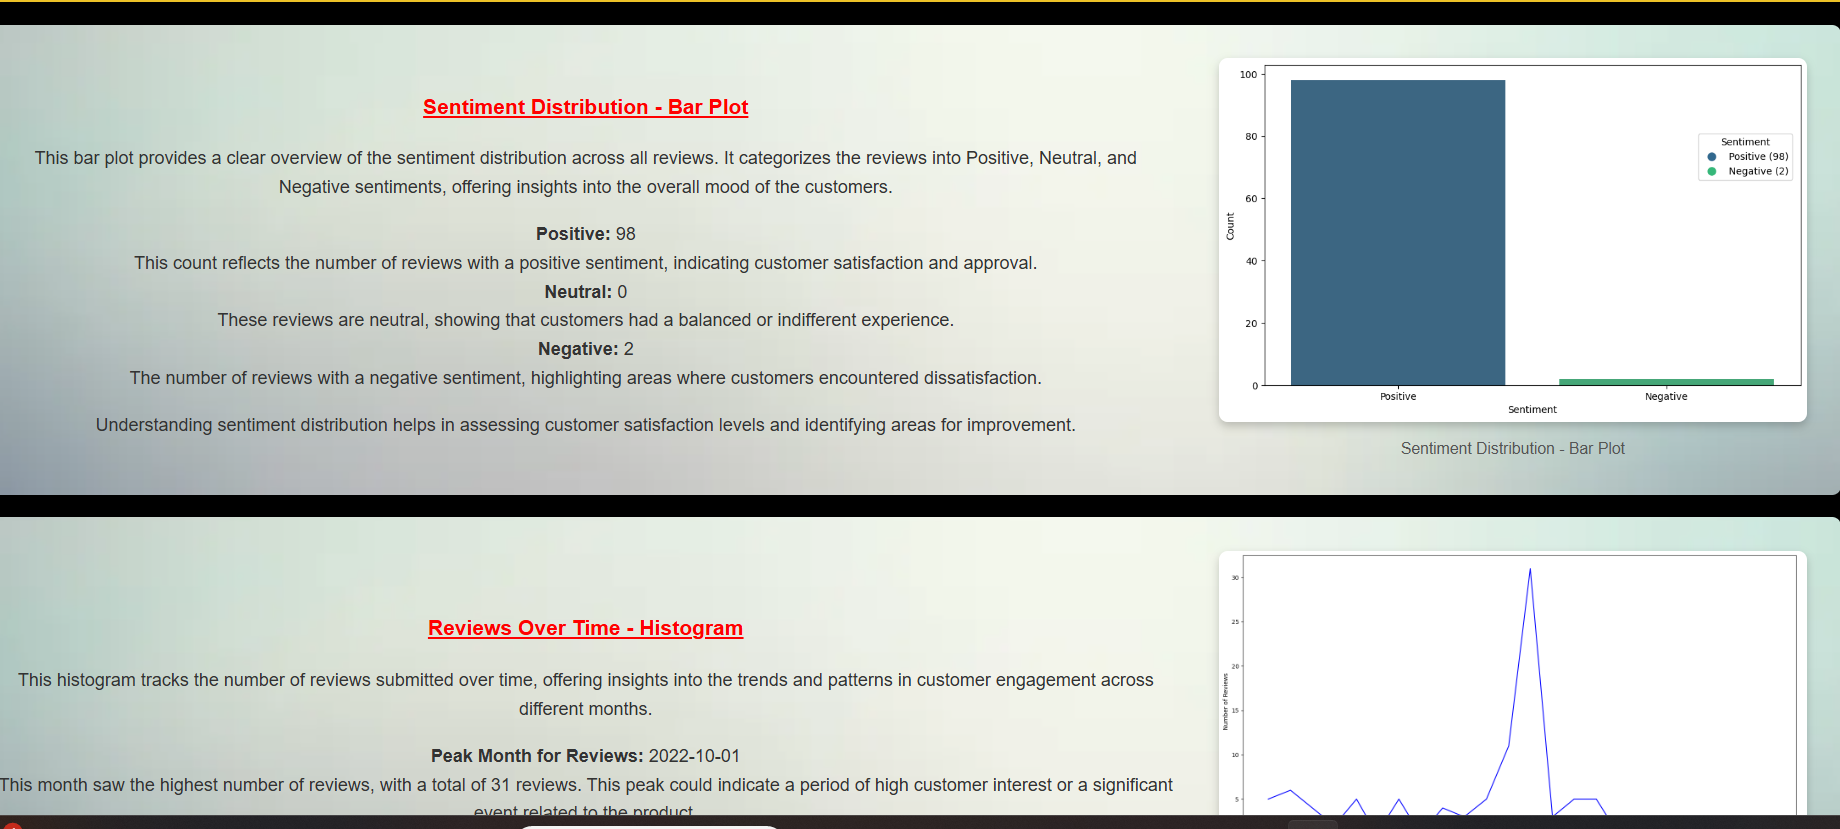 Sentiment Distribution - Bar Plot
This bar plot provides a clear overview of the sentiment distribution across all reviews. It categorizes the reviews into Positive, Neutral, and
Negative sentiments, offering insights into the overall mood of the customers.
Positive: 98
This count reflects the number of reviews with a positive sentiment, indicating customer satisfaction and approval.
Neutral: 0
These reviews are neutral, showing that customers had a balanced or indifferent experience.
Negative: 2
The number of reviews with a negative sentiment, highlighting areas where customers encountered dissatisfaction.
Understanding sentiment distribution helps in assessing customer satisfaction levels and identifying areas for improvement.
100
80
60
40
20
0
Count
Sentiment
Positive (98)
Negative (2)
Positive
Negative
Sentiment
Sentiment Distribution - Bar Plot
Reviews Over Time - Histogram
This histogram tracks the number of reviews submitted over time, offering insights into the trends and patterns in customer engagement across
different months.
Peak Month for Reviews: 2022-10-01
This month saw the highest number of reviews, with a total of 31 reviews. This peak could indicate a period of high customer interest or a significant
event related to the product
30
25
20
15
10
5
Number of Reviews